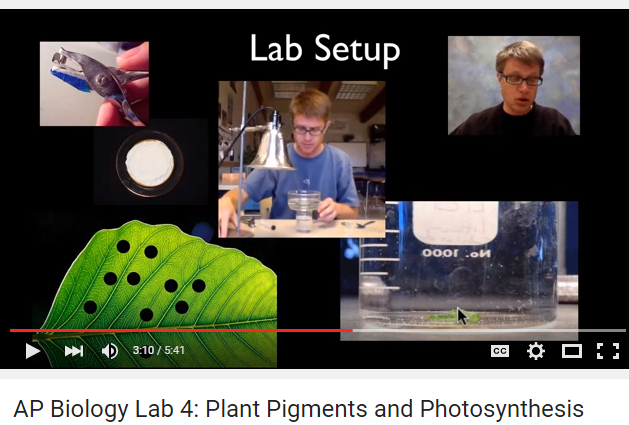 Lab Setup
No. 1000
3:10 / 5:41
CC
AP Biology Lab 4: Plant Pigments and Photosynthesis